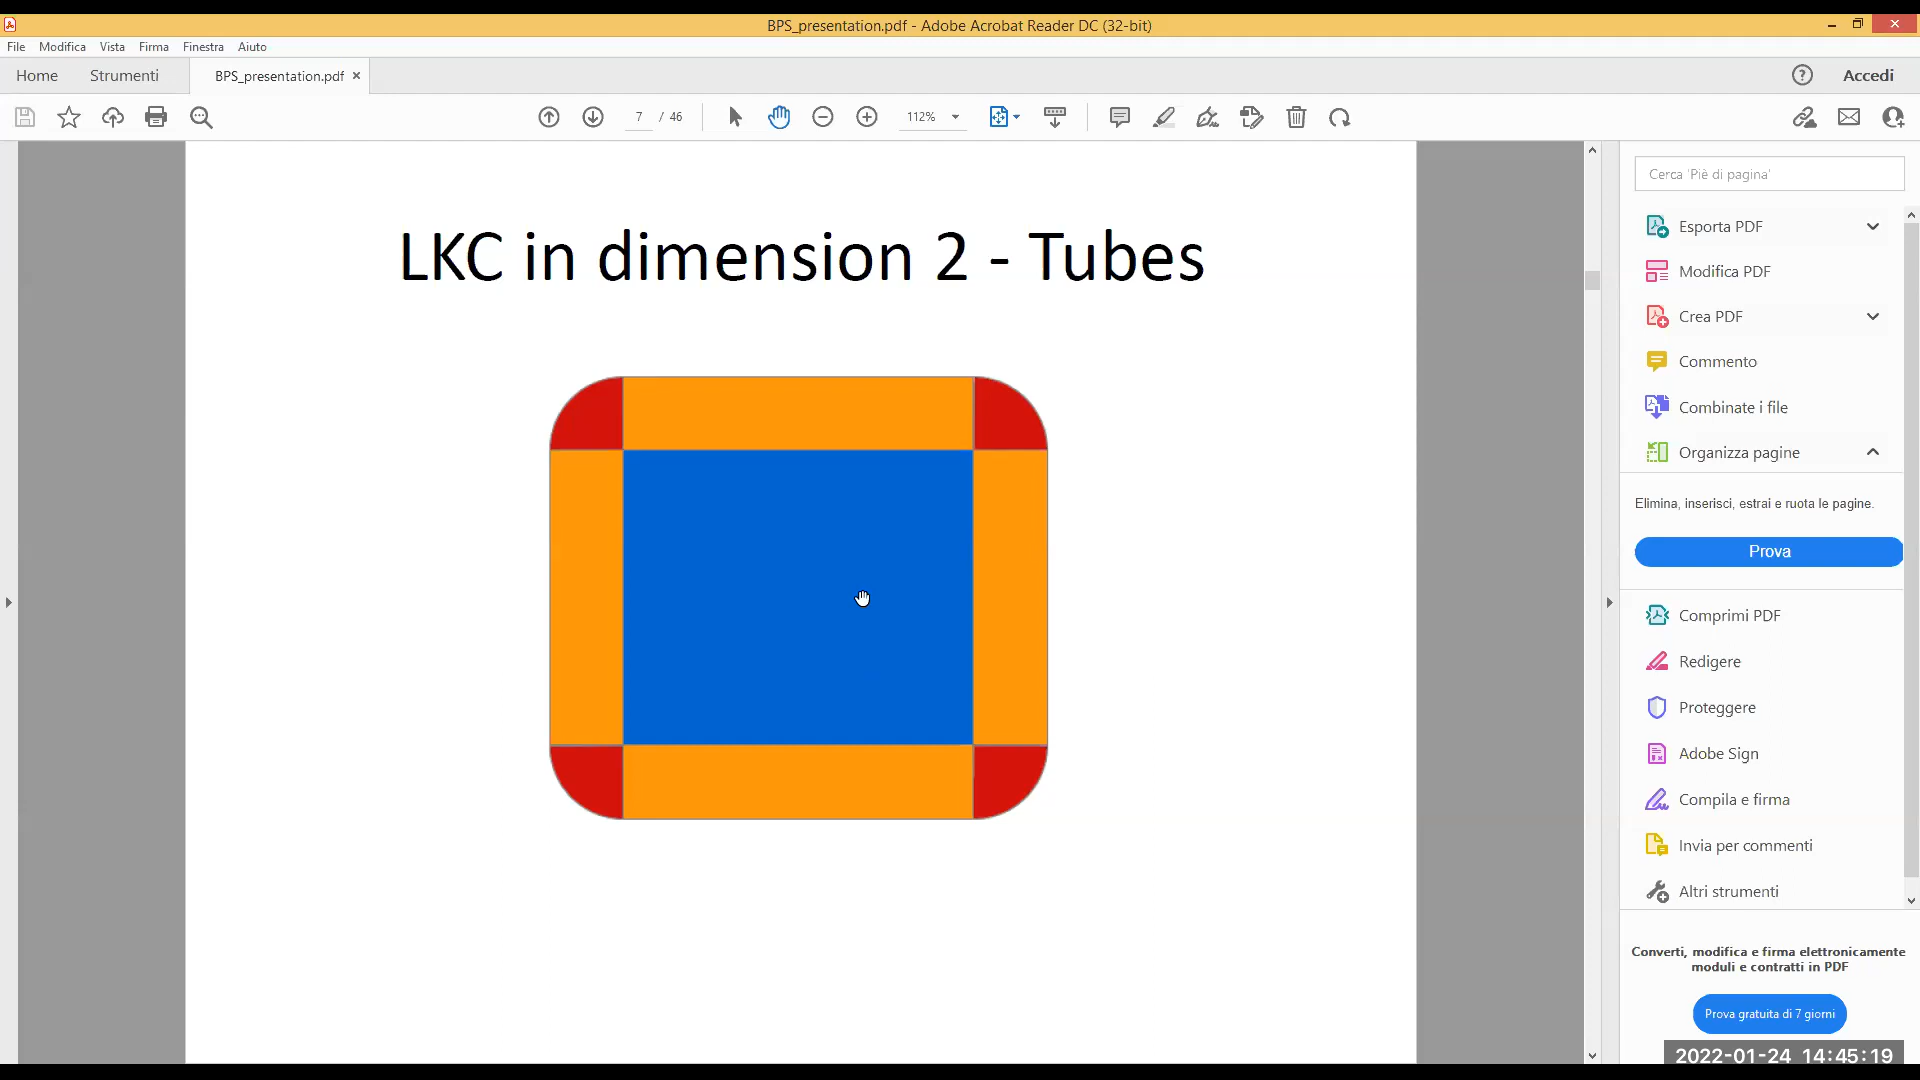 BPS_presentation.pdf - Adobe Acrobat Reader DC (32-bit)
File Modifica Vista Firma Finestra Aiuto
Home Strumenti BPS_presentation.pdf × Accedi
7 / 46 112%
LKC in dimension 2 - Tubes
Cerca 'Piè di pagina'
Esporta PDF
Modifica PDF
Crea PDF
Commento
Combinate i file
Organizza pagine
Elimina, inserisci, estrai e ruota le pagine.
Prova
Comprimi PDF
Redigere
Proteggere
Adobe Sign
Compila e firma
Invia per commenti
Altri strumenti
Converti, modifica e firma elettronicamente
moduli e contratti in PDF
Prova gratuita di 7 giorni
2022-01-24 14:45:19